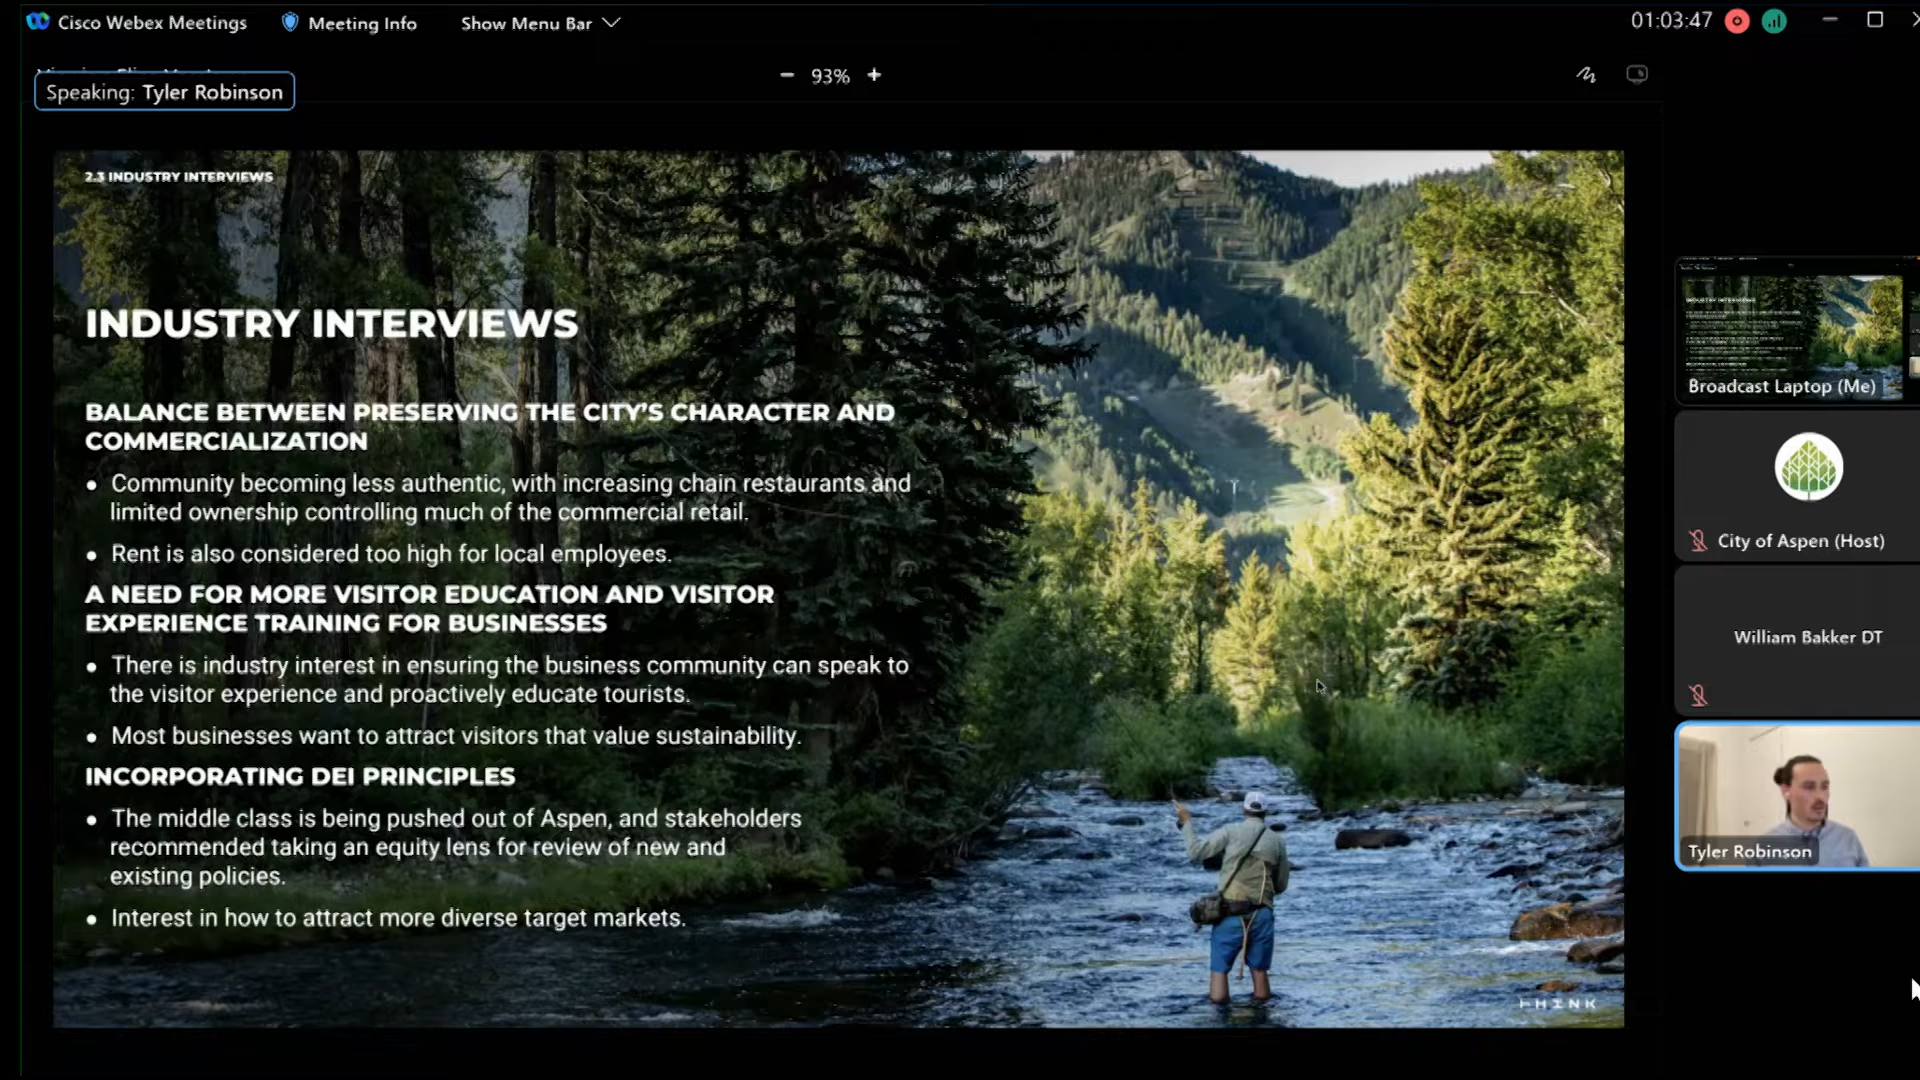 Cisco Webex Meetings
Meeting Info
Show Menu Bar
01:03:47
Speaking: Tyler Robinson
93%
2.3 INDUSTRY INTERVIEWS
INDUSTRY INTERVIEWS
BALANCE BETWEEN PRESERVING THE CITY'S CHARACTER AND
COMMERCIALIZATION
• Community becoming less authentic, with increasing chain restaurants and
limited ownership controlling much of the commercial retail.
• Rent is also considered too high for local employees.
A NEED FOR MORE VISITOR EDUCATION AND VISITOR
EXPERIENCE TRAINING FOR BUSINESSES
• There is industry interest in ensuring the business community can speak to
the visitor experience and proactively educate tourists.
• Most businesses want to attract visitors that value sustainability.
INCORPORATING DEI PRINCIPLES
• The middle class is being pushed out of Aspen, and stakeholders
recommended taking an equity lens for review of new and
existing policies.
• Interest in how to attract more diverse target markets.
THINK
Broadcast Laptop (Me)
City of Aspen (Host)
William Bakker DT
Tyler Robinson